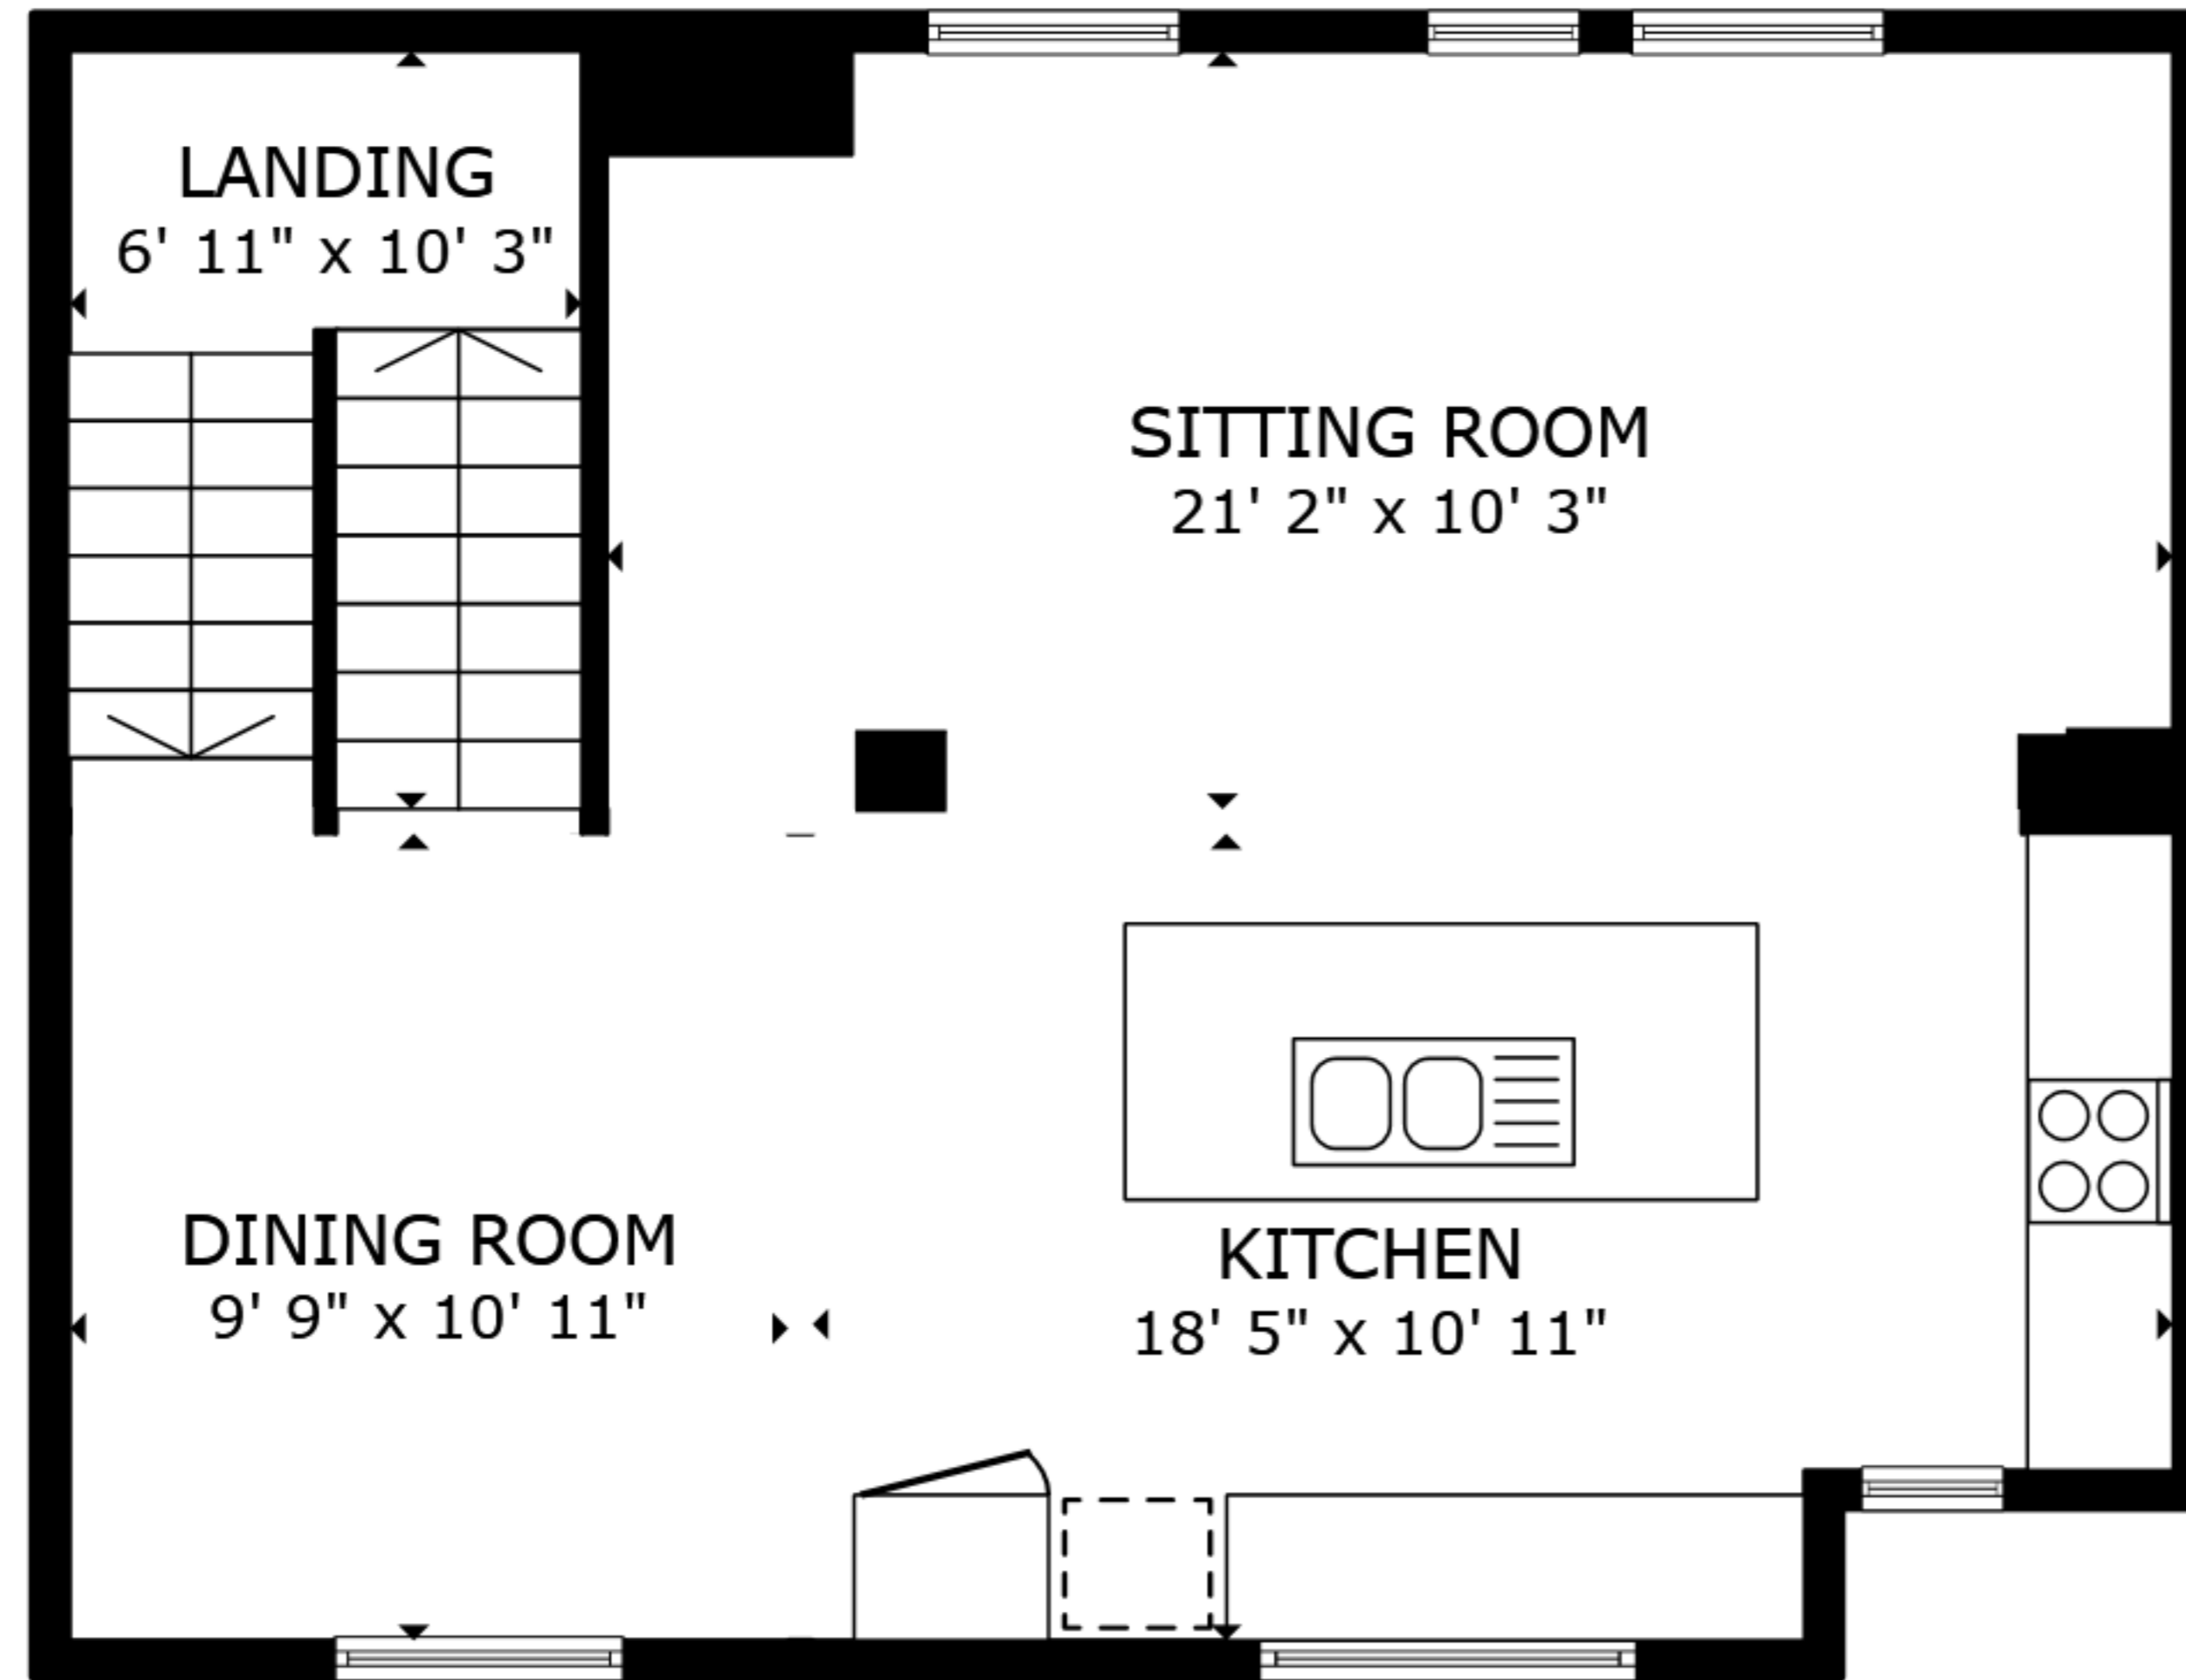 LANDING
6' 11" x 10' 3"
SITTING ROOM
21' 2" x 10' 3"
DINING ROOM
9' 9" x 10' 11"
KITCHEN
18' 5" x 10' 11"